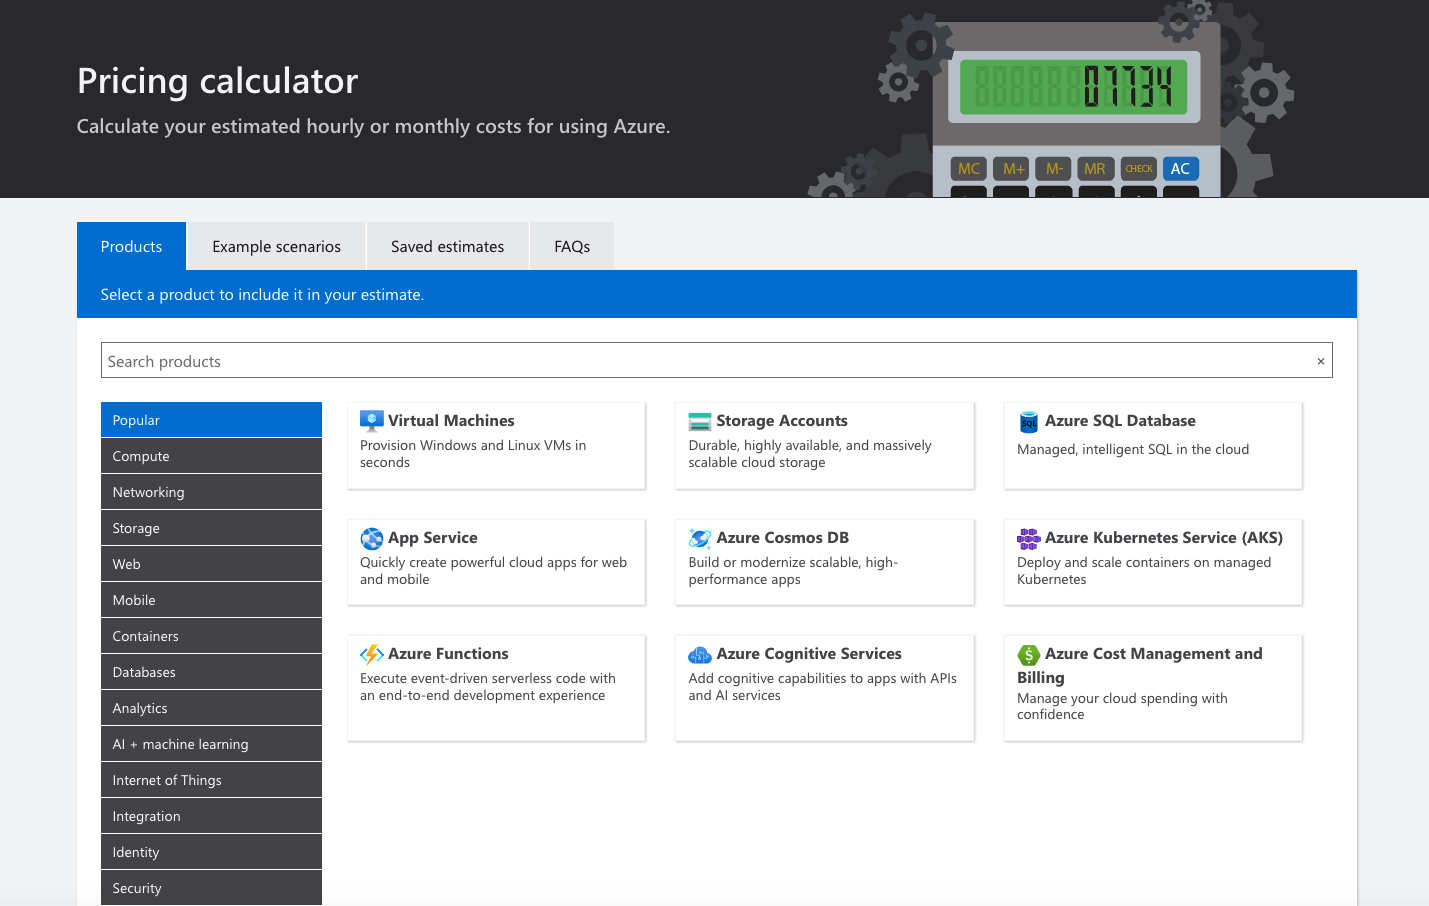 Pricing calculator
Calculate your estimated hourly or monthly costs for using Azure.
07734
MC M+ M- MR CHECK AC
Products Example scenarios Saved estimates FAQs
Select a product to include it in your estimate.
Search products ×
Popular
Compute
Networking
Storage
Web
Mobile
Containers
Databases
Analytics
AI + machine learning
Internet of Things
Integration
Identity
Security
Virtual Machines
Provision Windows and Linux VMs in
seconds
Storage Accounts
Durable, highly available, and massively
scalable cloud storage
SQL
Azure SQL Database
Managed, intelligent SQL in the cloud
App Service
Quickly create powerful cloud apps for web
and mobile
Azure Cosmos DB
Build or modernize scalable, high-
performance apps
Azure Kubernetes Service (AKS)
Deploy and scale containers on managed
Kubernetes
Azure Functions
Execute event-driven serverless code with
an end-to-end development experience
Azure Cognitive Services
Add cognitive capabilities to apps with APIs
and AI services
$
Azure Cost Management and
Billing
Manage your cloud spending with
confidence